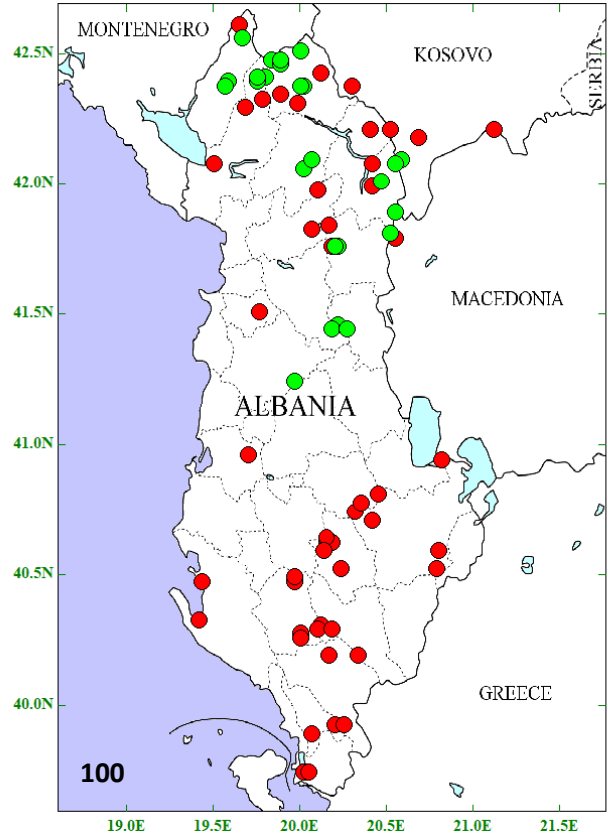 MONTENEGRO
KOSOVO
SERBIA
MACEDONIA
ALBANIA
GREECE
100
42.5N
42.0N
41.5N
41.0N
40.5N
40.0N
19.0E 19.5E 20.0E 20.5E 21.0E 21.5E